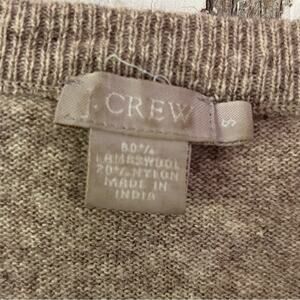 J. CREW
S
80%
LAMBSWOOL
20% NYLON
MADE IN
INDIA